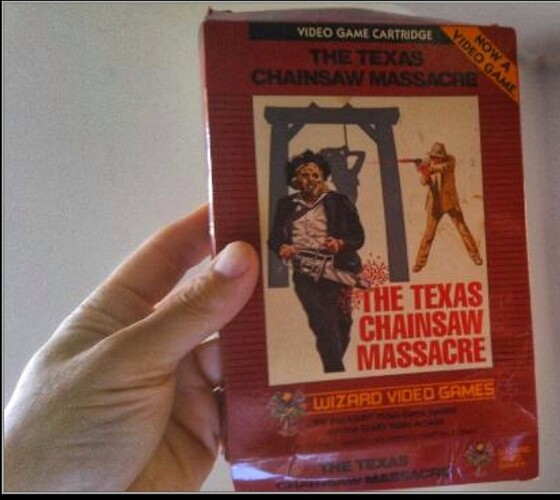 VIDEO GAME CARTRIDGE
NOW A
VIDEO GAME
THE TEXAS
CHAINSAW MASSACRE
THE TEXAS
CHAINSAW
MASSACRE
WIZARD VIDEO GAMES
THE TEXAS
CHAINSAW MASSACRE